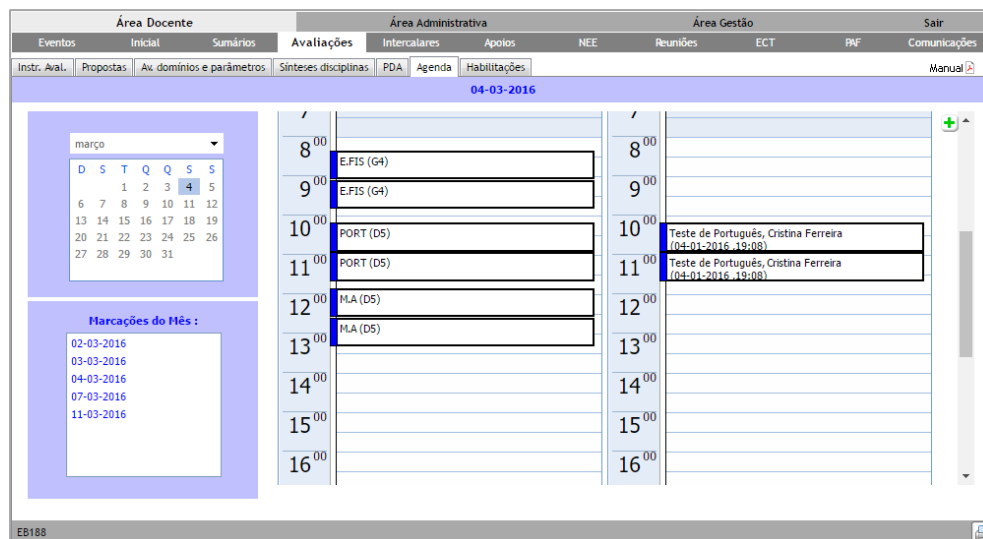 Área Docente Área Administrativa Área Gestão Sair
Eventos Inicial Sumários Avaliações Intercalares Apoios NEE Reuniões ECT PAF Comunicações
Instr. Aval. Propostas Av. domínios e parâmetros Sínteses disciplinas PDA Agenda Habilitações Manual
04-03-2016
março
D S T Q Q S S
1 2 3 4 5
6 7 8 9 10 11 12
13 14 15 16 17 18 19
20 21 22 23 24 25 26
27 28 29 30 31
Marcações do Mês :
02-03-2016
03-03-2016
04-03-2016
07-03-2016
11-03-2016
8 00
E.FIS (G4)
9 00
E.FIS (G4)
10 00
PORT (D5)
11 00
PORT (D5)
12 00
M.A (D5)
M.A (D5)
13 00
14 00
15 00
16 00
8 00
9 00
10 00
Teste de Português, Cristina Ferreira
(04-01-2016 .19:08)
11 00
Teste de Português, Cristina Ferreira
(04-01-2016 .19:08)
12 00
13 00
14 00
15 00
16 00
EB188